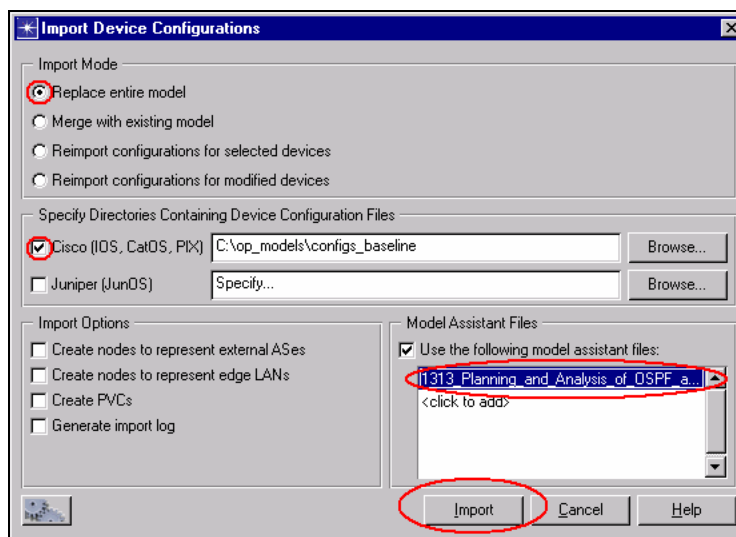 Import Device Configurations
Import Mode
Replace entire model
Merge with existing model
Reimport configurations for selected devices
Reimport configurations for modified devices
Specify Directories Containing Device Configuration Files
Cisco (IOS, CatOS, PIX) C:\op_models\configs_baseline Browse...
Juniper (JunOS) Specify... Browse...
Import Options
Create nodes to represent external ASes
Create nodes to represent edge LANs
Create PVCs
Generate import log
Model Assistant Files
Use the following model assistant files:
1313_Planning_and_Analysis_of_OSPF_a...
<click to add>
Import Cancel Help